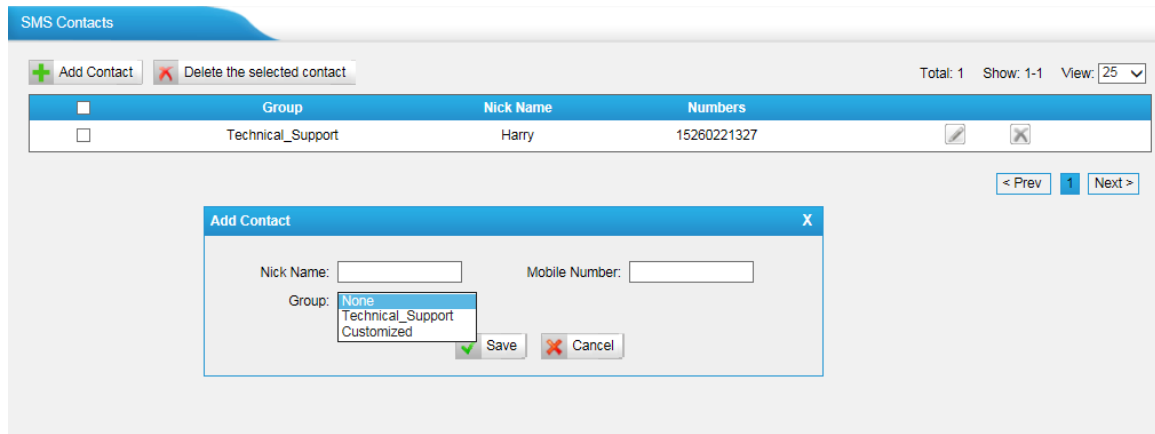 SMS Contacts
Add Contact Delete the selected contact Total: 1 Show: 1-1 View: 25
Group Nick Name Numbers
Technical_Support Harry 15260221327
< Prev 1 Next >
Add Contact X
Nick Name: Mobile Number:
Group: None
Technical_Support
Customized
Save Cancel